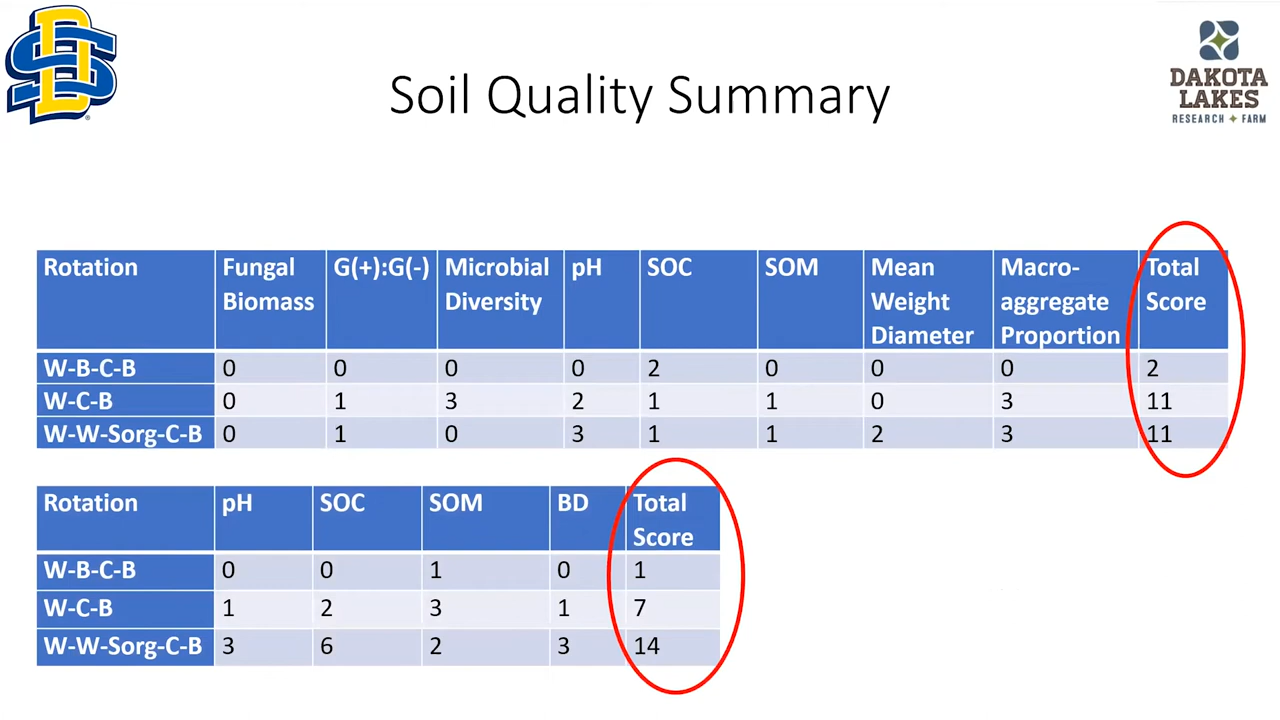 SD
DAKOTA
LAKES
RESEARCH FARM
Soil Quality Summary
Rotation Fungal Biomass G(+):G(-) Microbial Diversity pH SOC SOM Mean Weight Diameter Macro-aggregate Proportion Total Score
W-B-C-B 0 0 0 0 2 0 0 0 2
W-C-B 0 1 3 2 1 1 0 3 11
W-W-Sorg-C-B 0 1 0 3 1 1 2 3 11
Rotation pH SOC SOM BD Total Score
W-B-C-B 0 0 1 0 1
W-C-B 1 2 3 1 7
W-W-Sorg-C-B 3 6 2 3 14